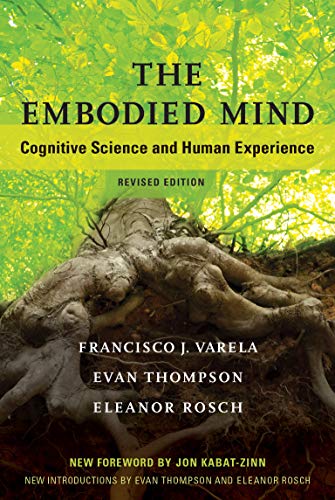 THE
EMBODIED MIND
Cognitive Science and Human Experience
REVISED EDITION
FRANCISCO J. VARELA
EVAN THOMPSON
ELEANOR ROSCH
NEW FOREWORD BY JON KABAT-ZINN
NEW INTRODUCTIONS BY EVAN THOMPSON AND ELEANOR ROSCH